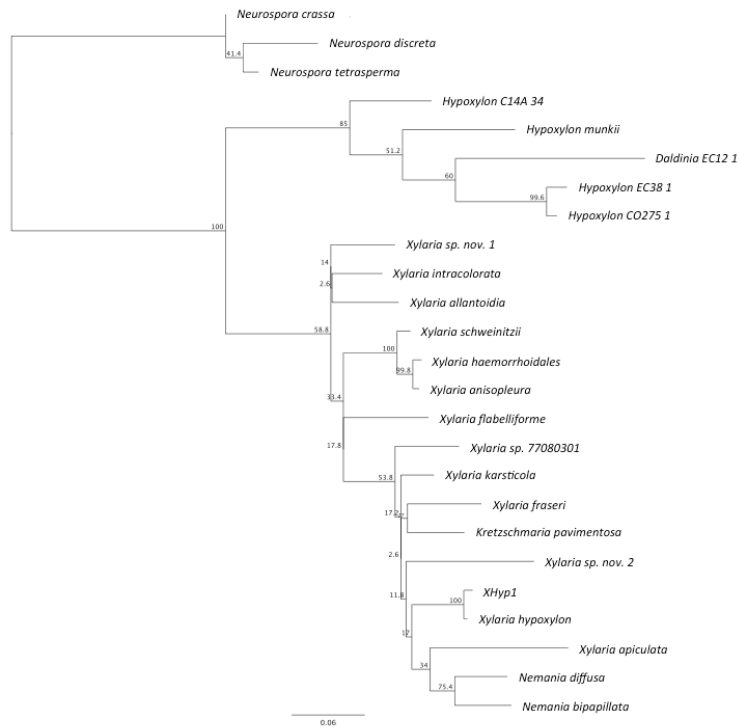 Neurospora crassa
Neurospora discreta
41.4
Neurospora tetrasperma
Hypoxylon C14A 34
85
Hypoxylon munkii
51.2
Daldinia EC12 1
60
Hypoxylon EC38 1
99.6
Hypoxylon CO275 1
100
Xylaria sp. nov. 1
14
Xylaria intracolorata
2.6
Xylaria allantoidia
58.8
Xylaria schweinitzii
100
Xylaria haemorrhoidales
99.8
Xylaria anisopleura
33.4
Xylaria flabelliforme
17.8
Xylaria sp. 77080301
53.8
Xylaria karsticola
Xylaria fraseri
Kretzschmaria pavimentosa
2.6
Xylaria sp. nov. 2
11.8
XHyp1
100
Xylaria hypoxylon
17
Xylaria apiculata
34
Nemania diffusa
75.4
Nemania bipapillata
0.06